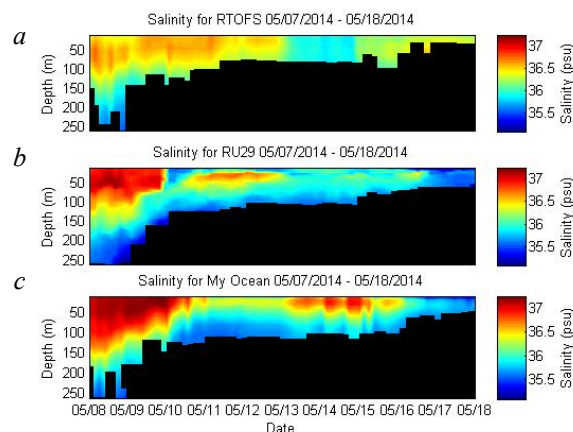 a
Salinity for RTOFS 05/07/2014 - 05/18/2014
Depth (m)
50
100
150
200
250
37
36.5
36
35.5
Salinity (psu)
b
Salinity for RU29 05/07/2014 - 05/18/2014
Depth (m)
50
100
150
200
250
37
36.5
36
35.5
Salinity (psu)
c
Salinity for My Ocean 05/07/2014 - 05/18/2014
Depth (m)
50
100
150
200
250
37
36.5
36
35.5
Salinity (psu)
05/08 05/09 05/10 05/11 05/12 05/13 05/14 05/15 05/16 05/17 05/18
Date